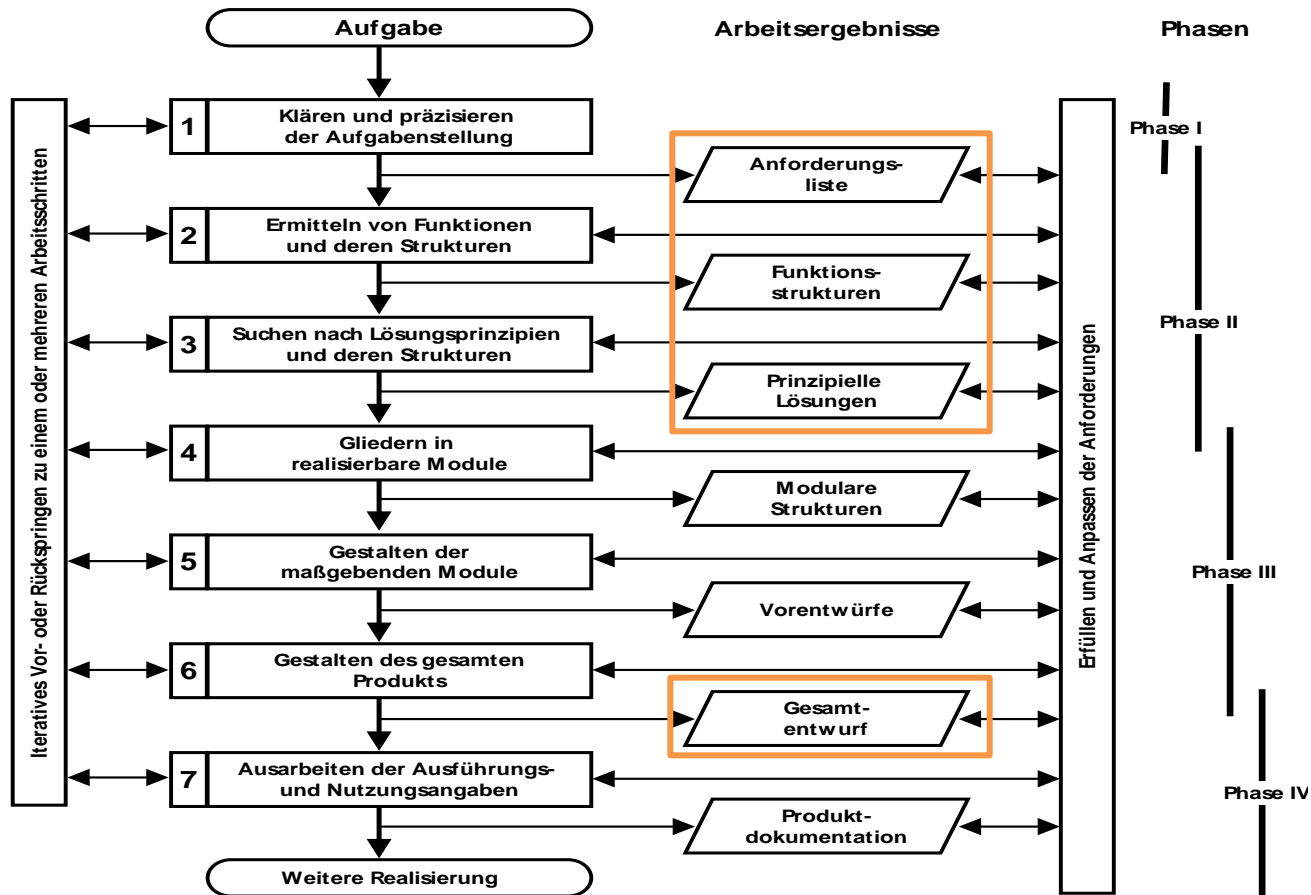 Aufgabe
Arbeitsergebnisse
Phasen
Iteratives Vor- oder Rückspringen zu einem oder mehreren Arbeitsschritten
1
Klären und präzisieren
der Aufgabenstellung
Phase I
Anforderungs-
liste
2
Ermitteln von Funktionen
und deren Strukturen
Funktions-
strukturen
Phase II
3
Suchen nach Lösungsprinzipien
und deren Strukturen
Prinzipielle
Lösungen
4
Gliedern in
realisierbare Module
Modulare
Strukturen
5
Gestalten der
maßgebenden Module
Phase III
Vorentwürfe
6
Gestalten des gesamten
Produkts
Gesamt-
entwurf
7
Ausarbeiten der Ausführungs-
und Nutzungsangaben
Phase IV
Produkt-
dokumentation
Weitere Realisierung
Erfüllen und Anpassen der Anforderungen